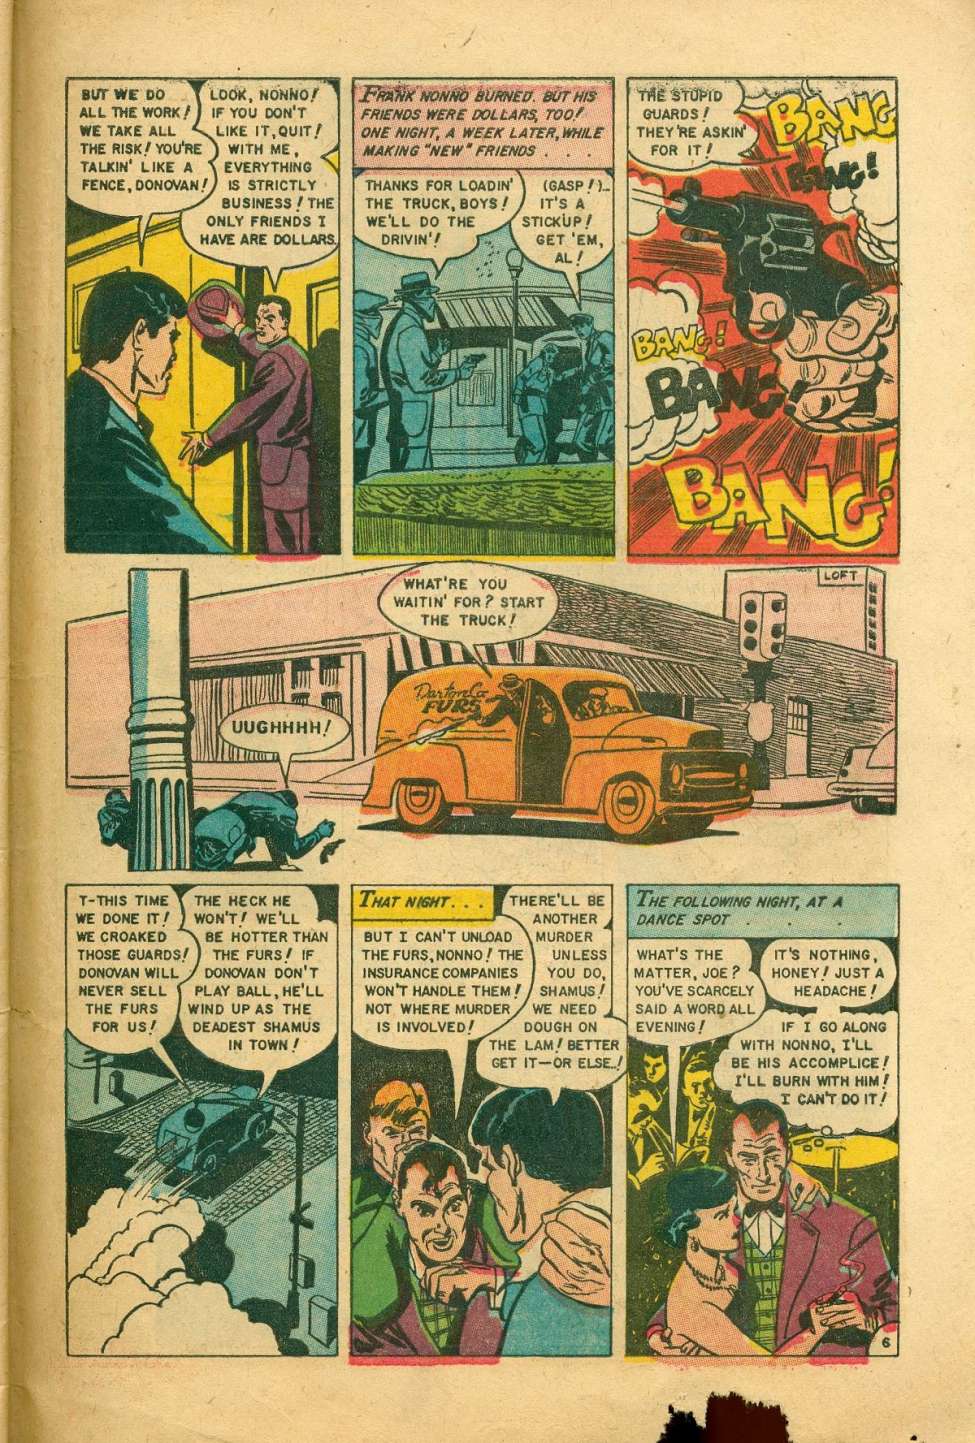 BUT WE DO
ALL THE WORK!
WE TAKE ALL
THE RISK! YOU'RE
TALKIN' LIKE A
FENCE, DONOVAN!
LOOK, NONNO!
IF YOU DON'T
LIKE IT, QUIT!
WITH ME,
EVERYTHING
IS STRICTLY
BUSINESS! THE
ONLY FRIENDS I
HAVE ARE DOLLARS.
FRANK NONNO BURNED. BUT HIS
FRIENDS WERE DOLLARS, TOO!
ONE NIGHT, A WEEK LATER, WHILE
MAKING "NEW" FRIENDS . . .
THANKS FOR LOADIN'
THE TRUCK, BOYS!
WE'LL DO THE
DRIVIN'!
(GASP!)..
IT'S A
STICKUP!
GET 'EM,
AL!
THE STUPID
GUARDS!
THEY'RE ASKIN'
FOR IT!
BANG
BANG!
BANG!
BANG
BANG!
WHAT'RE YOU
WAITIN' FOR? START
THE TRUCK!
LOFT
Darton Co
FURS
UUGHHHH!
T-THIS TIME
WE DONE IT!
WE CROAKED
THOSE GUARDS!
DONOVAN WILL
NEVER SELL
THE FURS
FOR US!
THE HECK HE
WON'T! WE'LL
BE HOTTER THAN
THE FURS! IF
DONOVAN DON'T
PLAY BALL, HE'LL
WIND UP AS THE
DEADEST SHAMUS
IN TOWN!
THAT NIGHT. . .
BUT I CAN'T UNLOAD
THE FURS, NONNO! THE
INSURANCE COMPANIES
WON'T HANDLE THEM!
NOT WHERE MURDER
IS INVOLVED!
THERE'LL BE
ANOTHER
MURDER
UNLESS
YOU DO,
SHAMUS!
WE NEED
DOUGH ON
THE LAM! BETTER
GET IT—OR ELSE..!
THE FOLLOWING NIGHT, AT A
DANCE SPOT . . . .
WHAT'S THE
MATTER, JOE?
YOU'VE SCARCELY
SAID A WORD ALL
EVENING!
IT'S NOTHING,
HONEY! JUST A
HEADACHE!
IF I GO ALONG
WITH NONNO, I'LL
BE HIS ACCOMPLICE!
I'LL BURN WITH HIM!
I CAN'T DO IT!
6